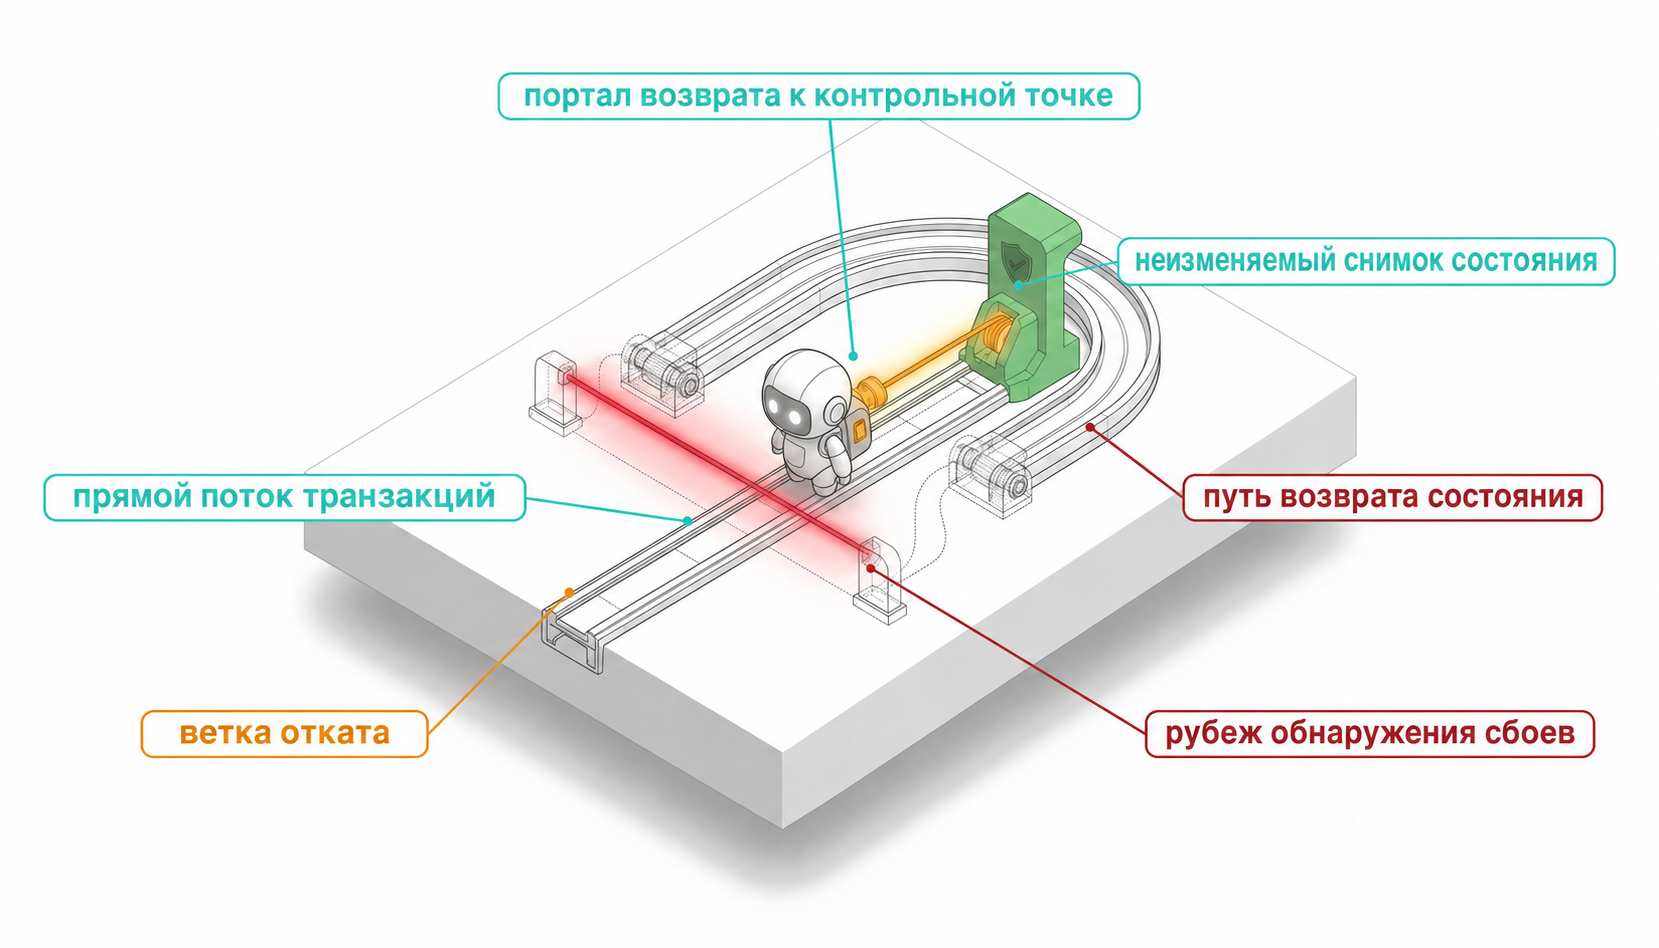 портал возврата к контрольной точке
неизменяемый снимок состояния
прямой поток транзакций
путь возврата состояния
ветка отката
рубеж обнаружения сбоев